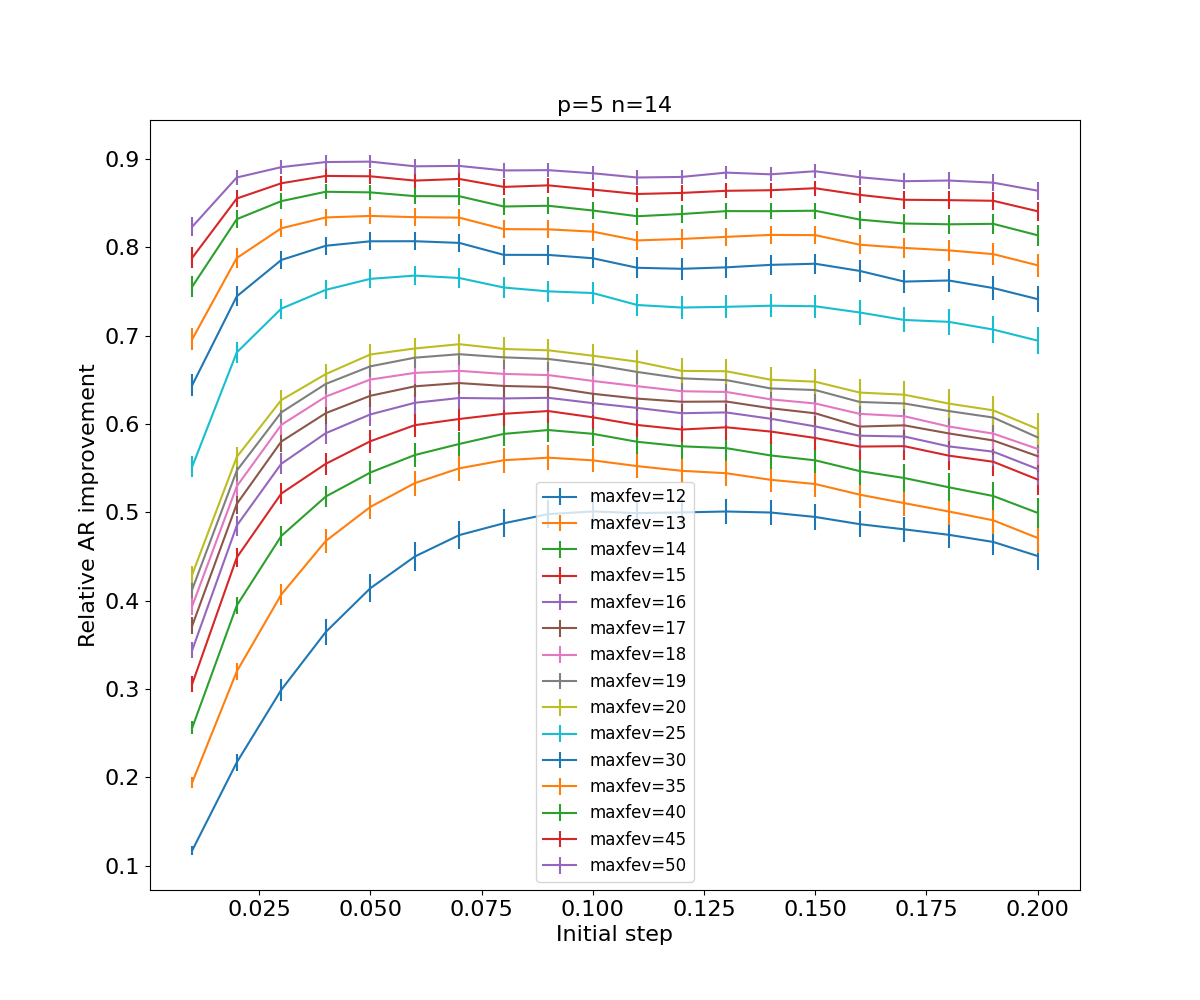 p=5 n=14
0.9
0.8
0.7
0.6
0.5
0.4
0.3
0.2
0.1
Relative AR improvement
maxfev=12
maxfev=13
maxfev=14
maxfev=15
maxfev=16
maxfev=17
maxfev=18
maxfev=19
maxfev=20
maxfev=25
maxfev=30
maxfev=35
maxfev=40
maxfev=45
maxfev=50
0.025 0.050 0.075 0.100 0.125 0.150 0.175 0.200
Initial step